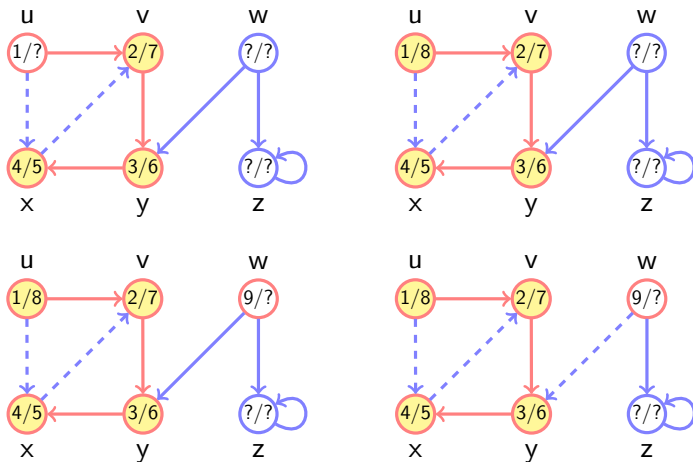 u v w
1/? 2/7 ?/?
4/5 3/6 ?/?
x y z
u v w
1/8 2/7 ?/?
4/5 3/6 ?/?
x y z
u v w
1/8 2/7 9/?
4/5 3/6 ?/?
x y z
u v w
1/8 2/7 9/?
4/5 3/6 ?/?
x y z